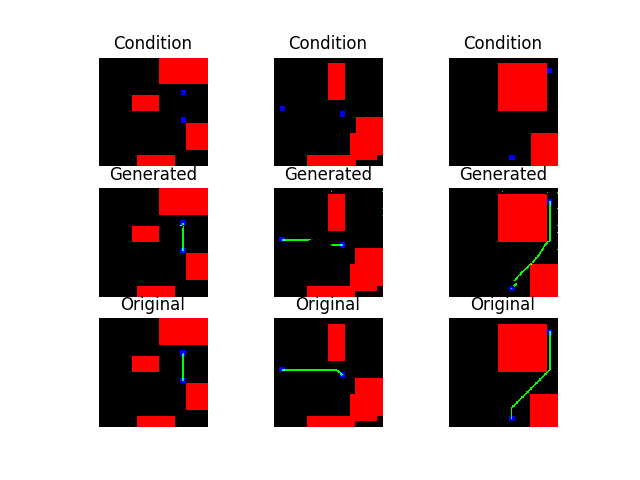 Condition Condition Condition
Generated Generated Generated
Original Original Original